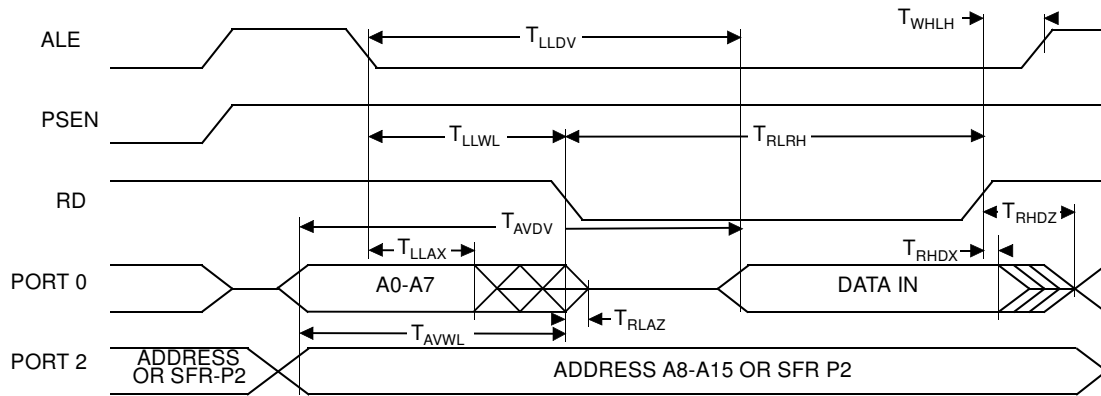 ALE
T_LLDV
T_WHLH
PSEN
T_LLWL
T_RLRH
RD
T_AVDV
T_RHDZ
T_LLAX
T_RHDX
PORT 0
A0-A7
DATA IN
T_RLAZ
T_AVWL
PORT 2
ADDRESS
OR SFR-P2
ADDRESS A8-A15 OR SFR P2